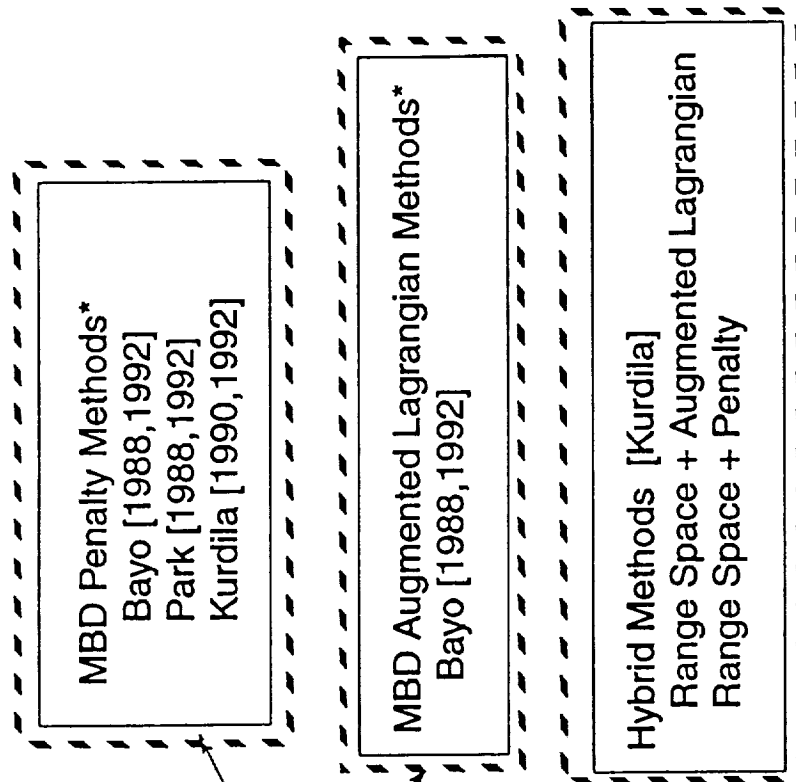 MBD Penalty Methods*
Bayo [1988,1992]
Park [1988,1992]
Kurdila [1990,1992]
MBD Augmented Lagrangian Methods*
Bayo [1988,1992]
Hybrid Methods [Kurdila]
Range Space + Augmented Lagrangian
Range Space + Penalty